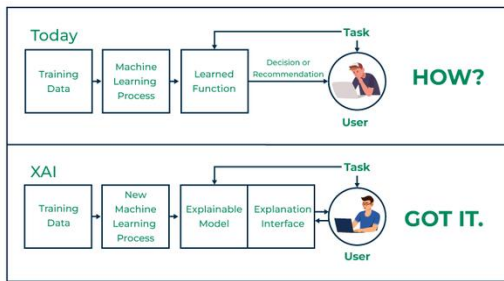 Today
Task
Training
Data
Machine
Learning
Process
Learned
Function
Decision or
Recommendation
User
HOW?
XAI
Task
Training
Data
New
Machine
Learning
Process
Explainable
Model
Explanation
Interface
User
GOT IT.